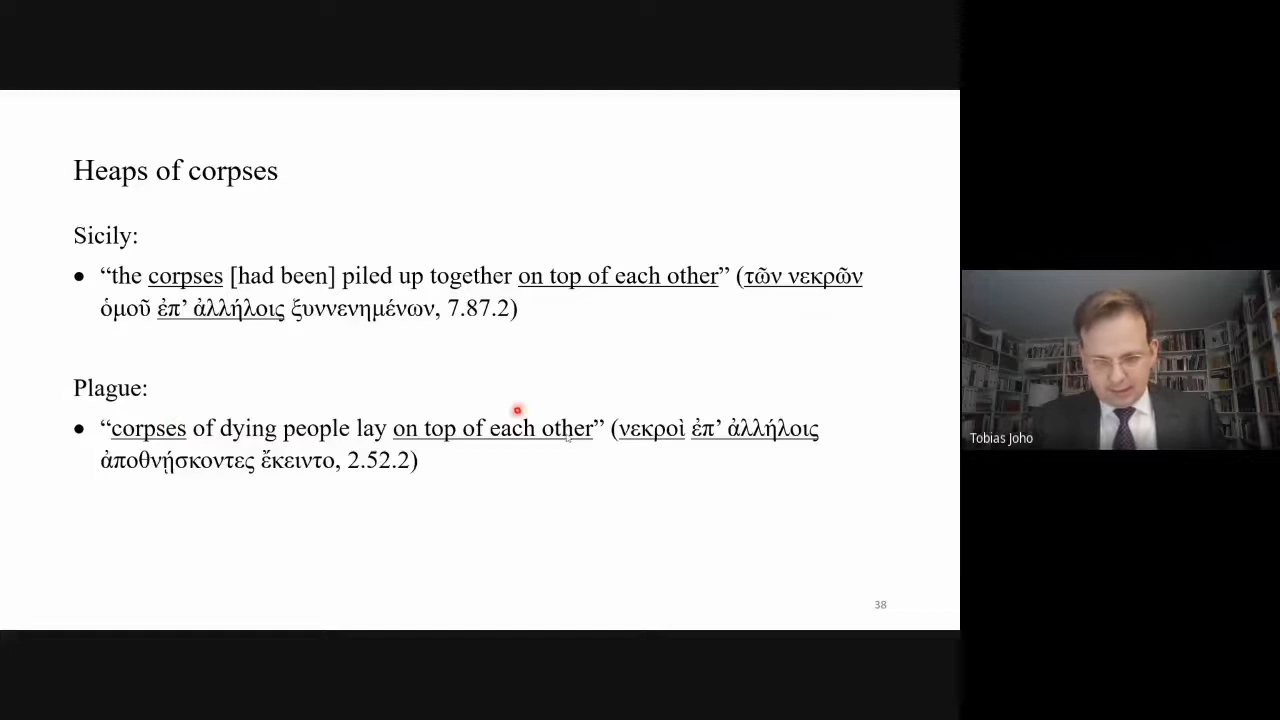 Heaps of corpses
Sicily:
• “the corpses [had been] piled up together on top of each other” (τῶν νεκρῶν
ὁμοῦ ἐπ’ ἀλλήλοις ξυννενημένων, 7.87.2)
Plague:
• “corpses of dying people lay on top of each other” (νεκροὶ ἐπ’ ἀλλήλοις
ἀποθνῄσκοντες ἔκειντο, 2.52.2)
38
Tobias Joho